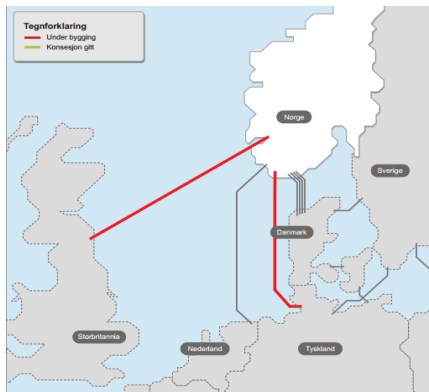 Tegnforklaring
Under bygging
Konsesjon gitt
Norge
Sverige
Danmark
Storbritannia
Nederland
Tyskland